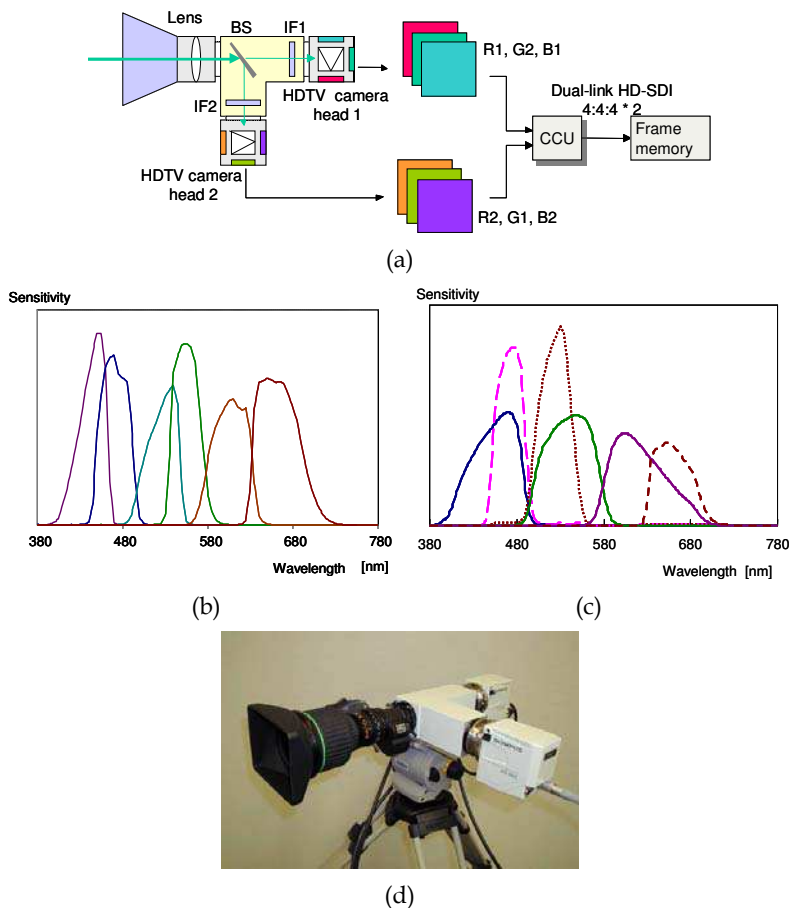 Lens
BS
IF1
IF2
HDTV camera
head 1
HDTV camera
head 2
R1, G2, B1
R2, G1, B2
Dual-link HD-SDI
4:4:4 * 2
CCU
Frame
memory
(a)
Sensitivity
380 480 580 680 780
Wavelength [nm]
(b)
Sensitivity
380 480 580 680 780
Wavelength [nm]
(c)
OLYMPUS
(d)